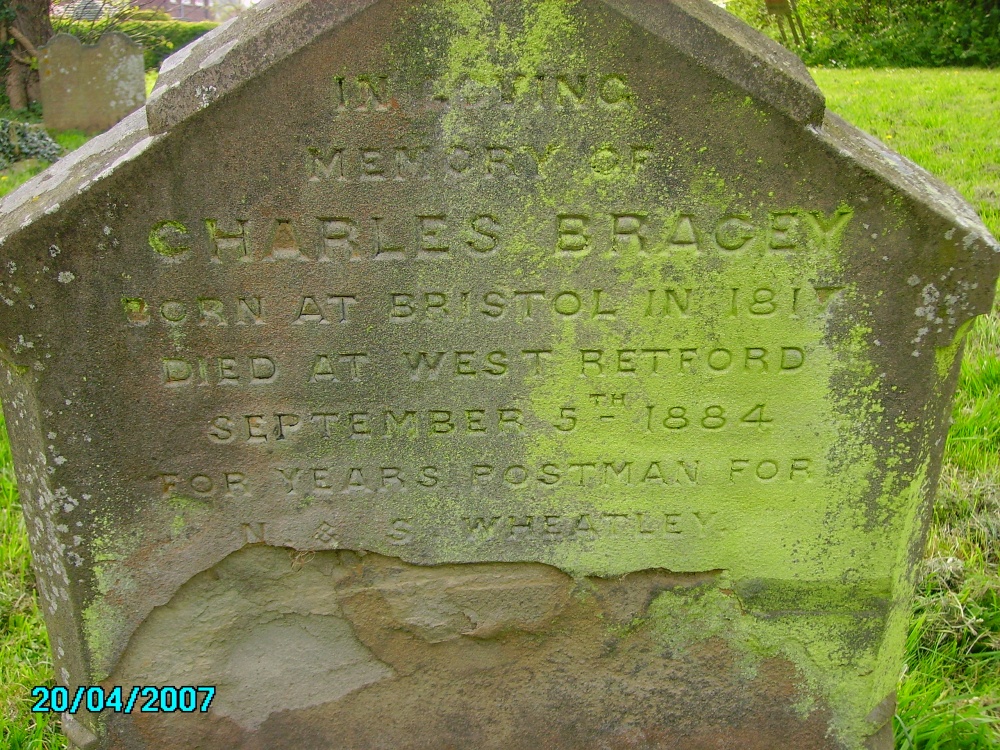 IN LOVING
MEMORY OF
CHARLES BRACEY
BORN AT BRISTOL IN 1817
DIED AT WEST RETFORD
SEPTEMBER 5TH 1884
FOR YEARS POSTMAN FOR
N. & S WHEATLEY.
20/04/2007